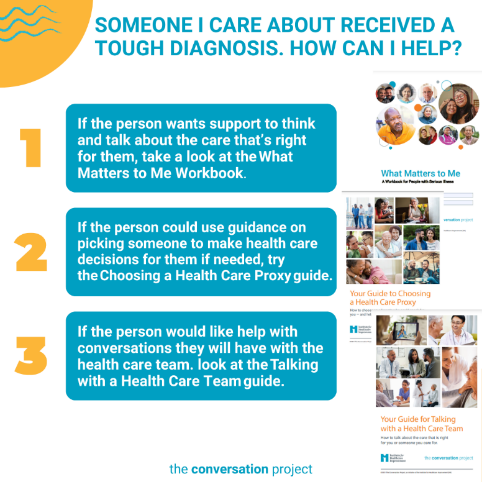 SOMEONE I CARE ABOUT RECEIVED A
TOUGH DIAGNOSIS. HOW CAN I HELP?
1
If the person wants support to think
and talk about the care that's right
for them, take a look at the What
Matters to Me Workbook.
2
If the person could use guidance on
picking someone to make health care
decisions for them if needed, try
the Choosing a Health Care Proxy guide.
3
If the person would like help with
conversations they will have with the
health care team. look at the Talking
with a Health Care Team guide.
What Matters to Me
A Workbook for People with Serious Illness
conversation project
Your Guide to Choosing
a Health Care Proxy
Your Guide for Talking
with a Health Care Team
How to talk about the care that is right
for you or someone you care for.
Institute for
Healthcare
Improvement
the conversation project
the conversation project